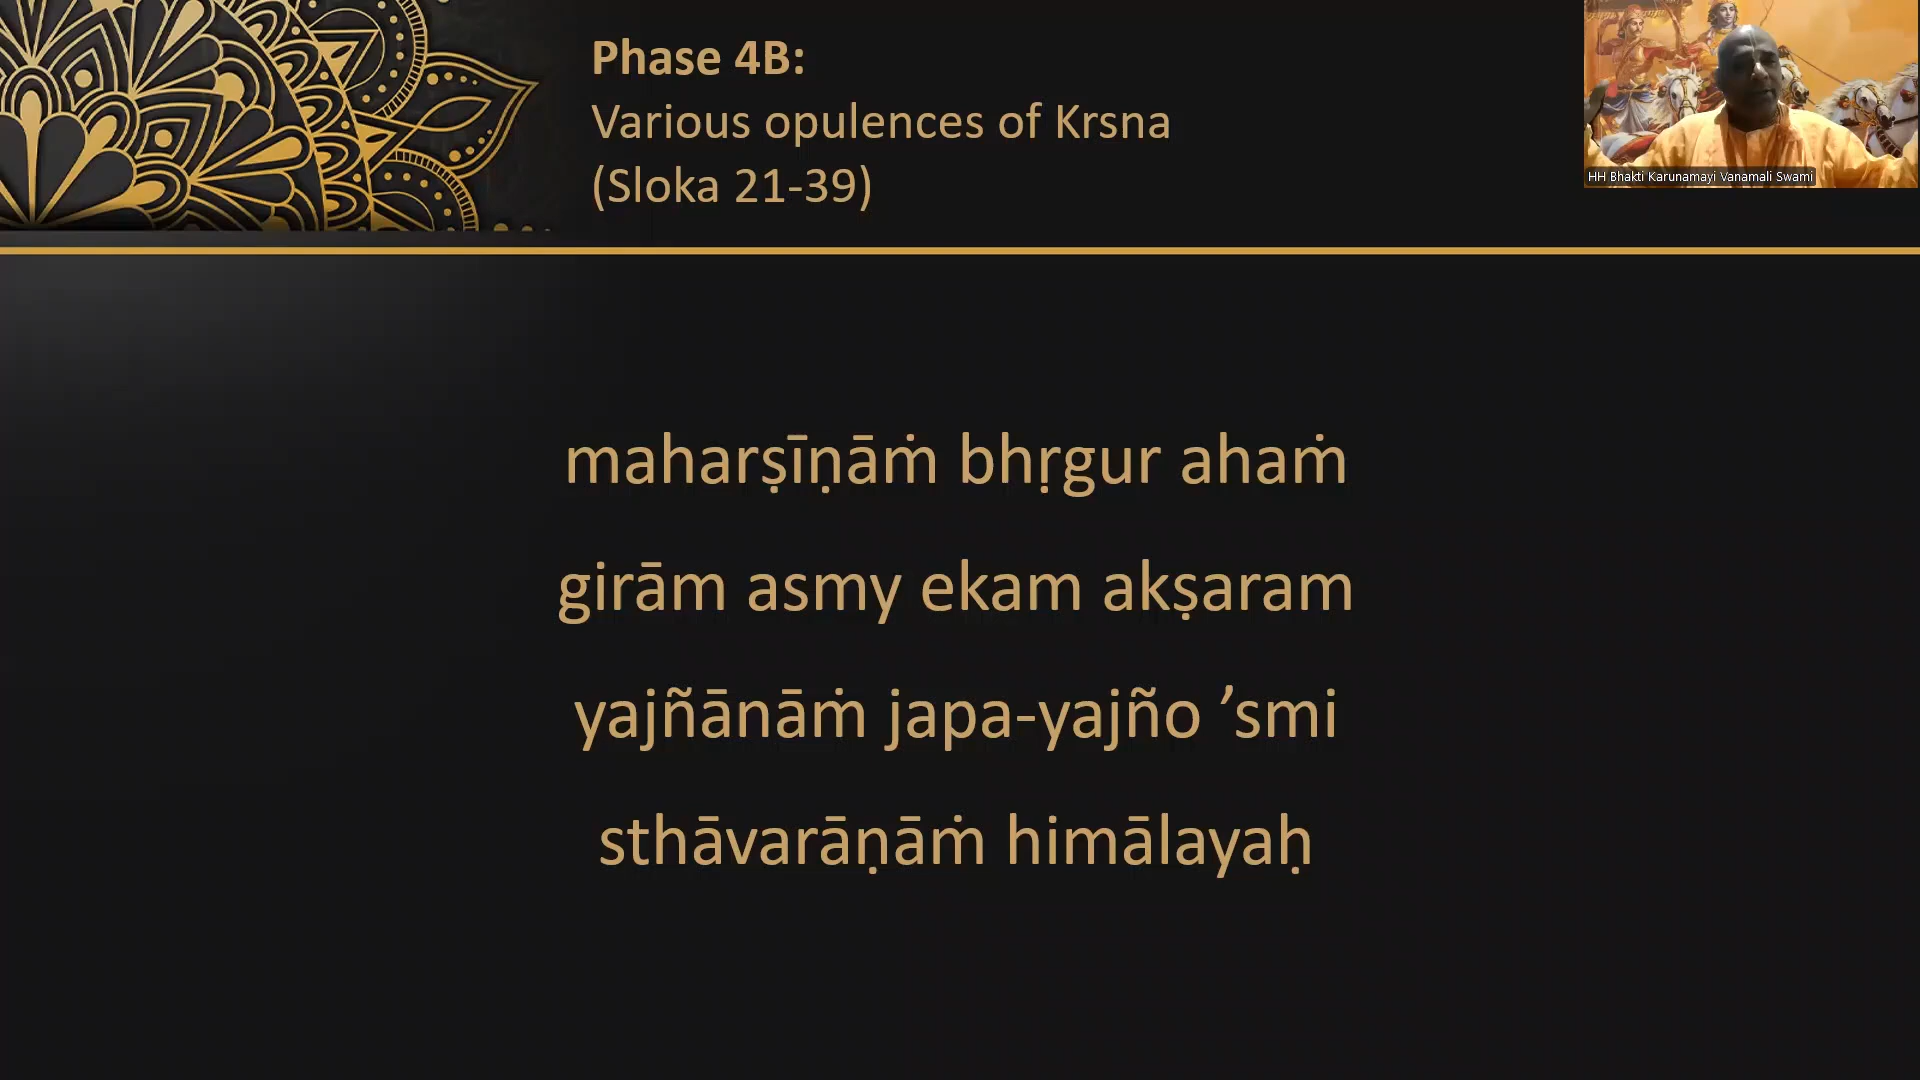 Phase 4B:
Various opulences of Krsna
(Sloka 21-39)
HH Bhakti Karunamayi Vanamali Swami
maharṣīṇāṁ bhṛgur ahaṁ
girām asmy ekam akṣaram
yajñānāṁ japa-yajño ’smi
sthāvarāṇāṁ himālayaḥ